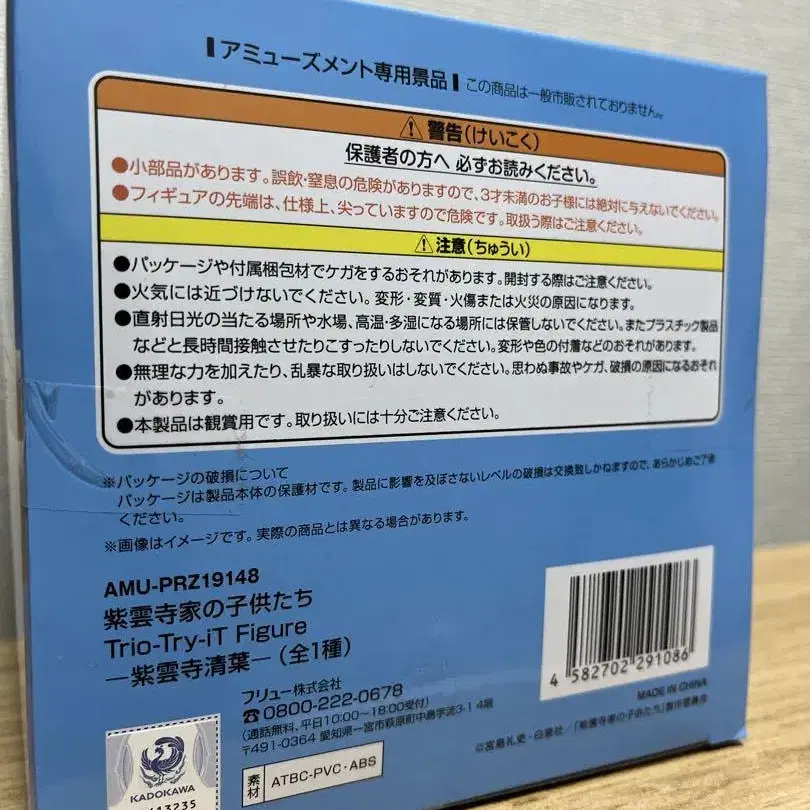 アミューズメント専用景品 この商品は一般市販されておりません。
⚠警告(けいこく)
保護者の方へ 必ずお読みください。
●小部品があります。誤飲・窒息の危険がありますので、3才未満のお子様には絶対に与えないでください。
●フィギュアの先端は、仕様上、尖っていますので危険です。取扱う際はご注意ください。
⚠注意(ちゅうい)
●パッケージや付属梱包材でケガをするおそれがあります。開封する際はご注意ください。
●火気には近づけないでください。変形・変質・火傷または火災の原因になります。
●直射日光の当たる場所や水場、高温・多湿になる場所には保管しないでください。またプラスチック製品
などと長時間接触させたりこすったりしないでください。変形や色の付着などのおそれがあります。
●無理な力を加えたり、乱暴な取り扱いはしないでください。思わぬ事故やケガ、破損の原因になるおそれ
があります。
●本製品は観賞用です。取り扱いには十分ご注意ください。
※パッケージの破損について
パッケージは製品本体の保護材です。製品に影響を及ぼさないレベルの破損は交換致しかねますので、あらかじめご了承
ください。
※画像はイメージです。実際の商品とは異なる場合があります。
AMU-PRZ19148
紫雲寺家の子供たち
Trio-Try-iT Figure
―紫雲寺清葉―(全1種)
フリュー株式会社
☎0800-222-0678
(通話無料、平日10:00~18:00受付)
〒491-0364 愛知県一宮市萩原町中島字流3-1 4階
素材 ATBC-PVC・ABS
4 582702 291086
MADE IN CHINA
©宮島礼吏・白泉社/「紫雲寺家の子供たち」製作委員会
KADOKAWA